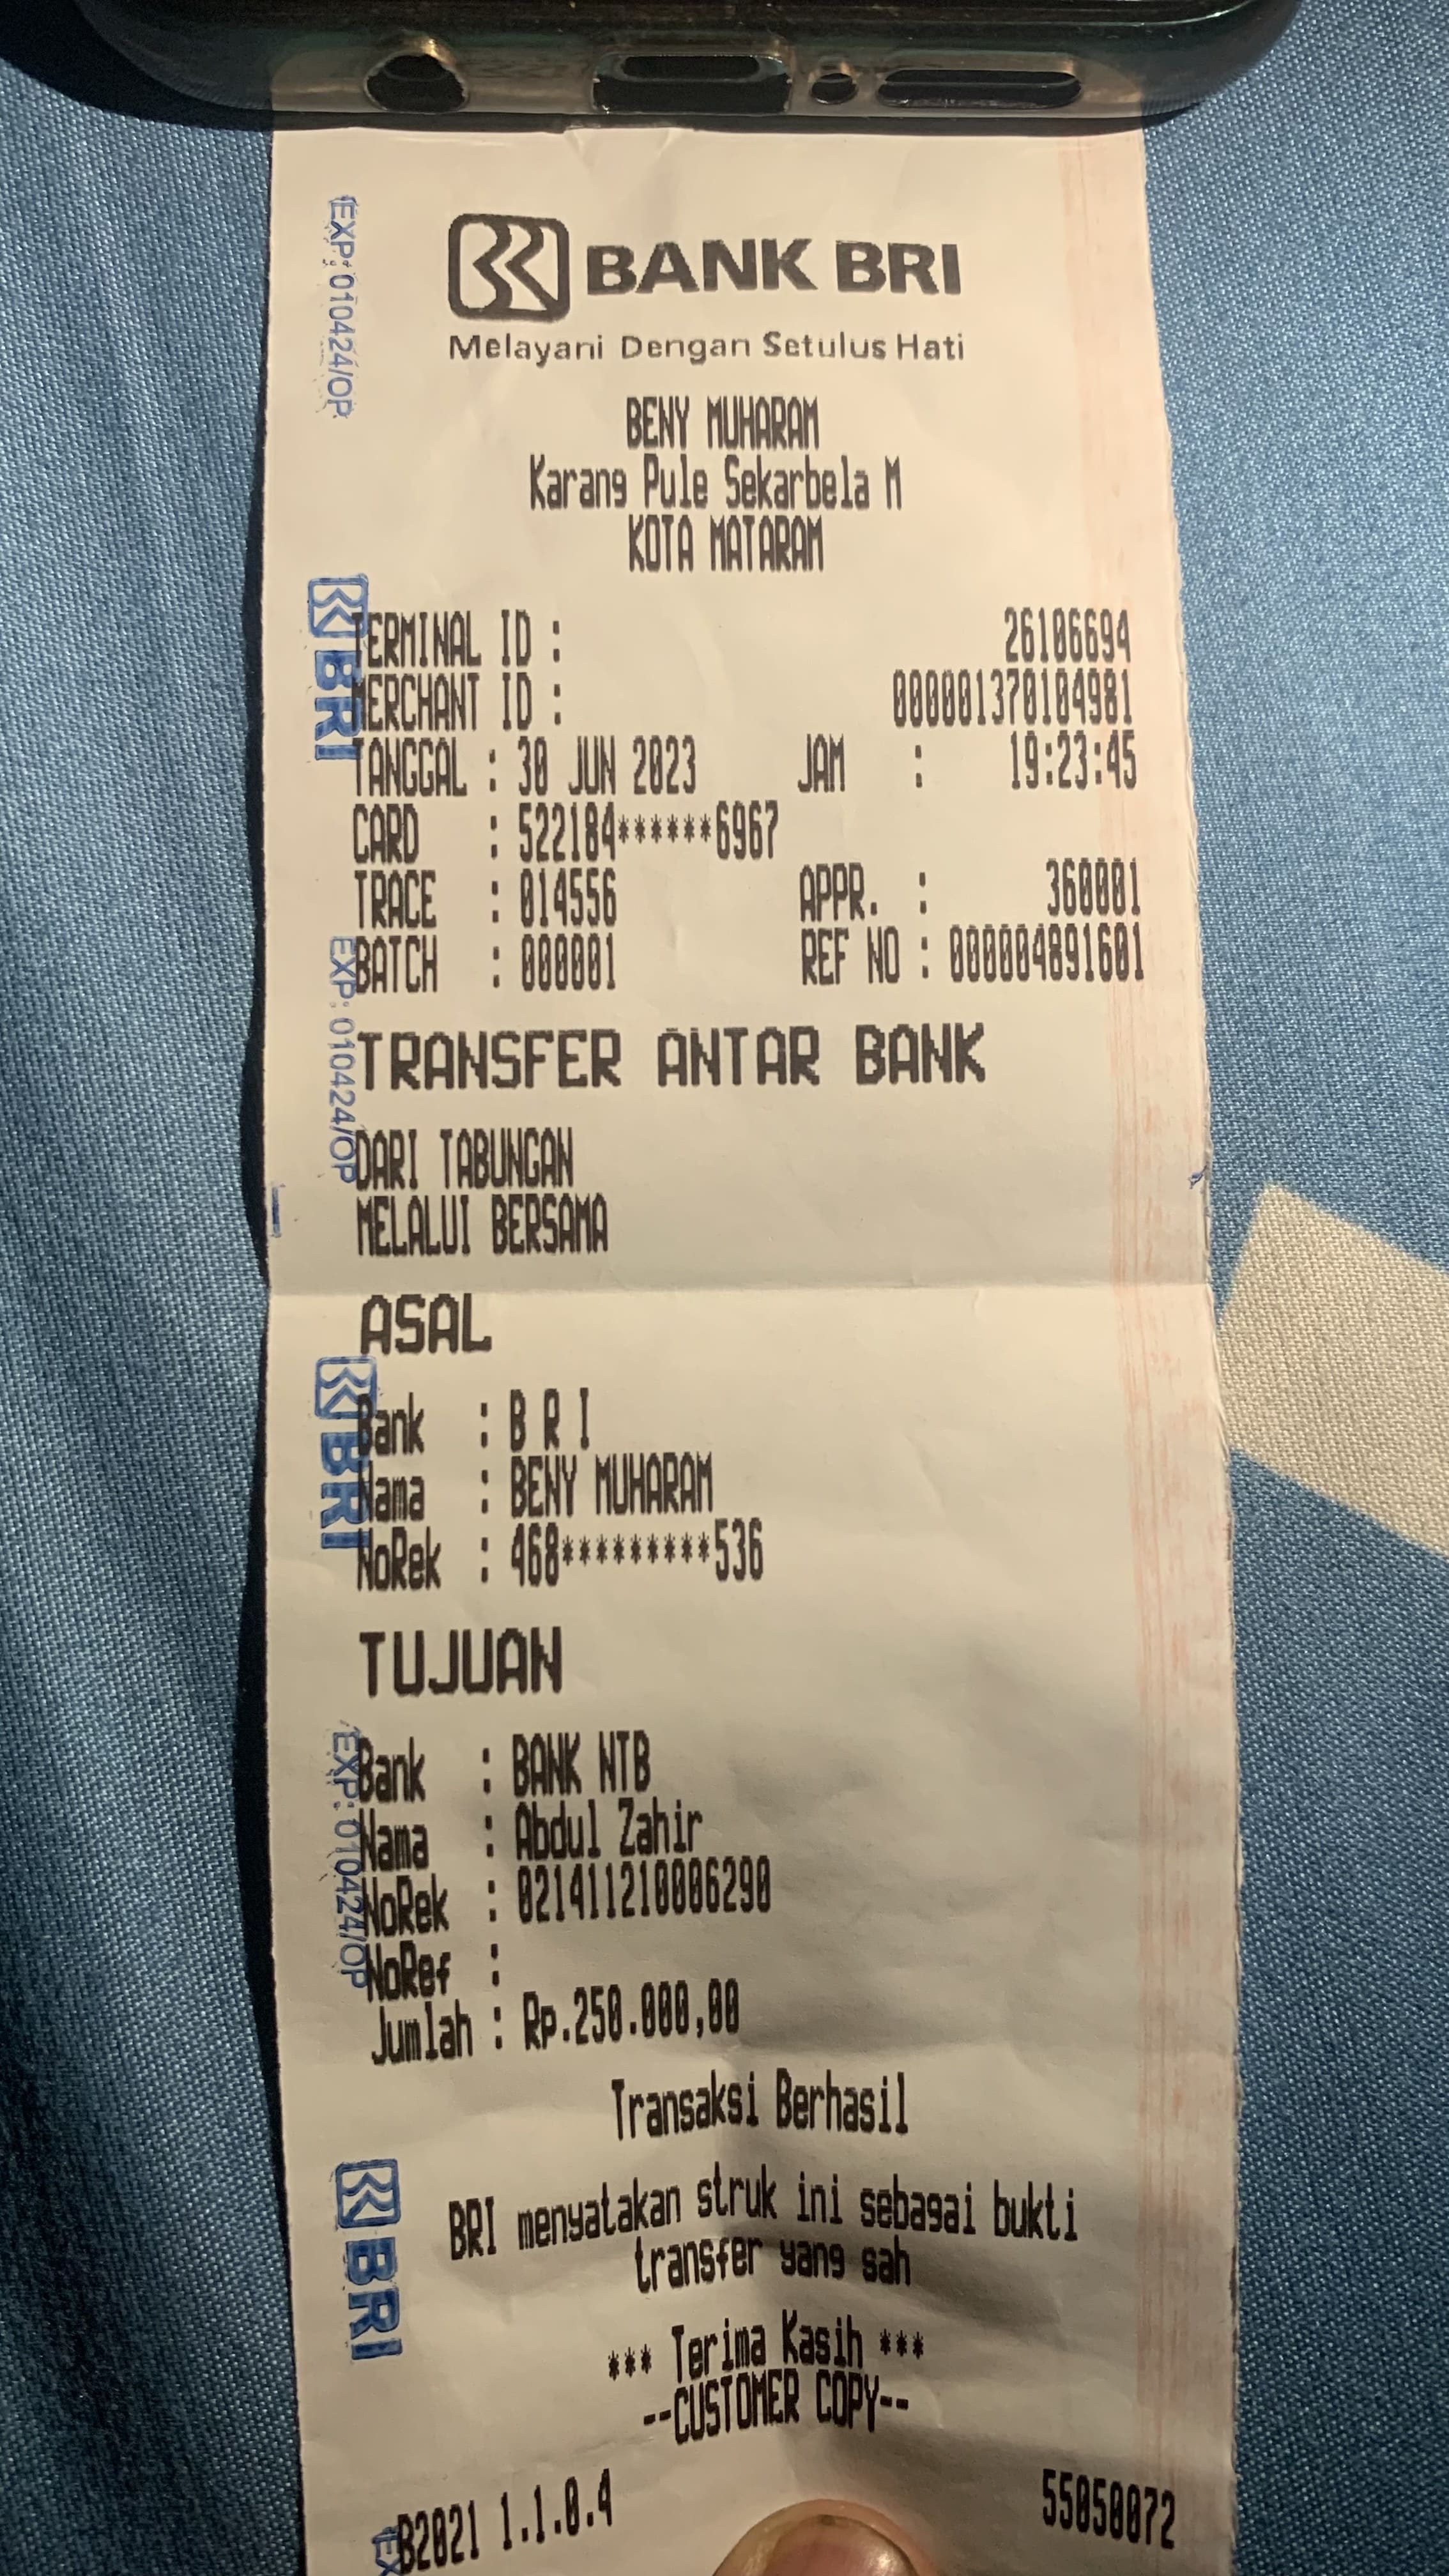 BANK BRI
Melayani Dengan Setulus Hati
BENY MUHARAM
Karang Pule Sekarbela M
KOTA MATARAM
TERMINAL ID : 26106694
MERCHANT ID : 000001370104981
TANGGAL : 30 JUN 2023 JAM : 19:23:45
CARD : 522184******6967
TRACE : 014556 APPR. : 360001
BATCH : 000001 REF NO : 000004891601
TRANSFER ANTAR BANK
DARI TABUNGAN
MELALUI BERSAMA
ASAL
Bank : B R I
Nama : BENY MUHARAM
NoRek : 468*********536
TUJUAN
Bank : BANK NTB
Nama : Abdul Zahir
NoRek : 021411210006290
NoRef :
Jumlah : Rp.250.000,00
Transaksi Berhasil
BRI menyatakan struk ini sebagai bukti
transfer yang sah
*** Terima Kasih ***
--CUSTOMER COPY--
B2021 1.1.0.4 55050072
EXP: 010424/OP
BRI
EXP: 010424/OP
BRI
EXP: 010424/OP
BRI